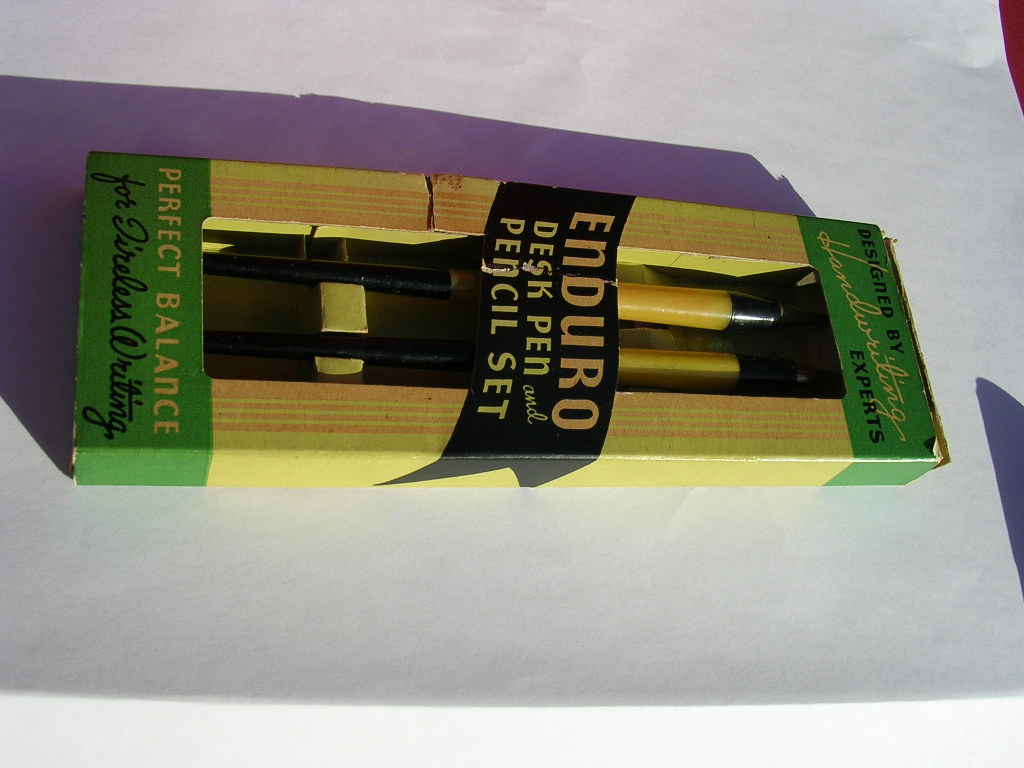 PERFECT BALANCE
for Tireless Writing
ENDURO
DESK PEN and
PENCIL SET
DESIGNED BY
Handwriting
EXPERTS